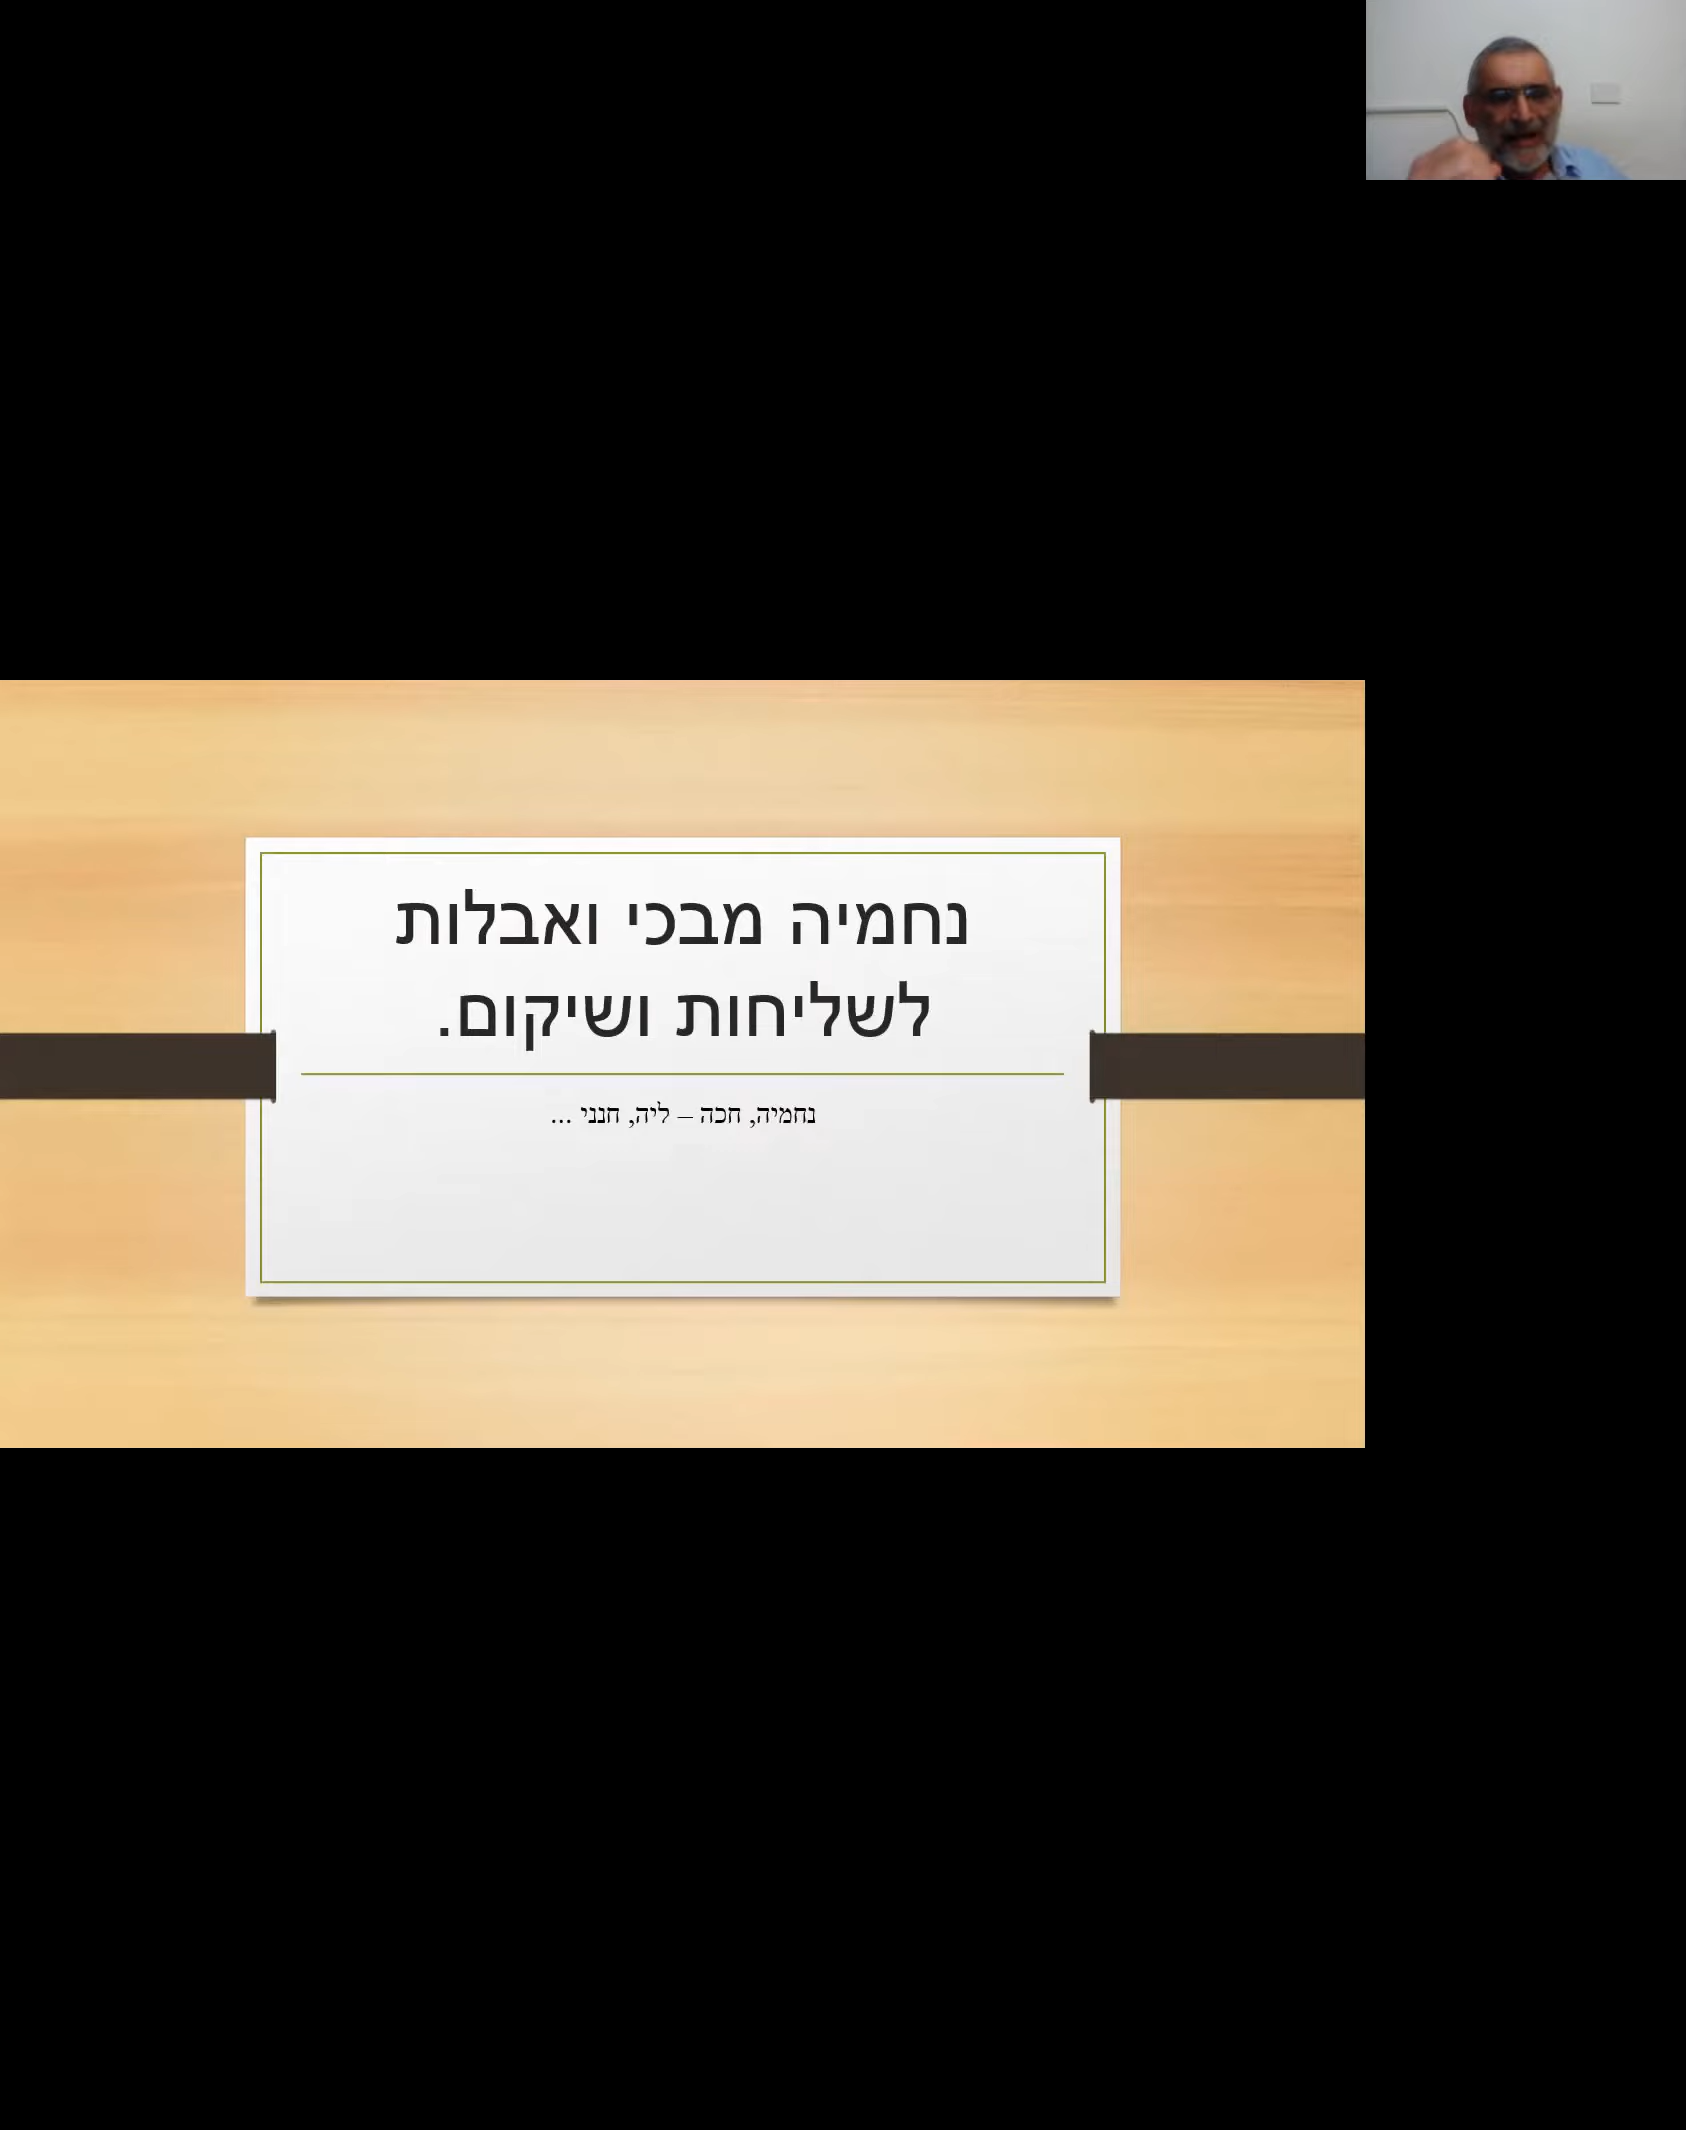 נחמיה מבכי ואבלות
לשליחות ושיקום.
נחמיה, חכה – ליה, חנני ...